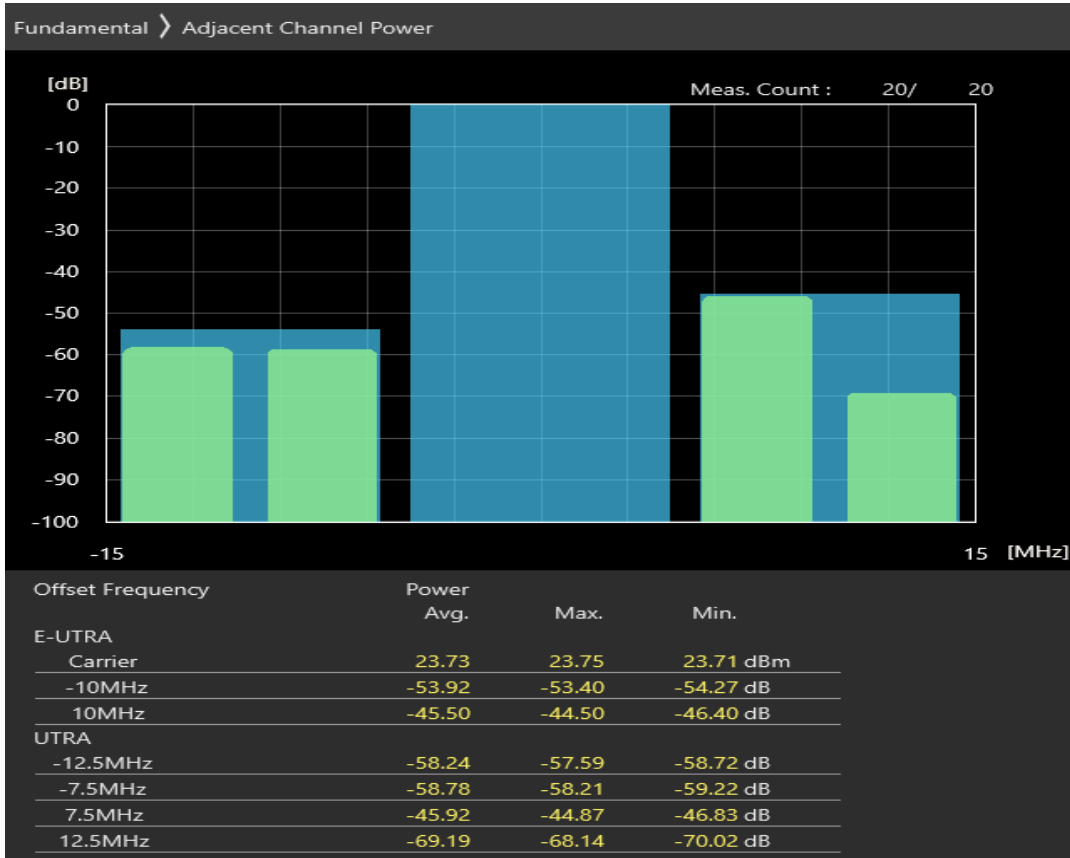 Fundamental ❯ Adjacent Channel Power
[dB]
Meas. Count : 20/ 20
0
-10
-20
-30
-40
-50
-60
-70
-80
-90
-100
-15 15 [MHz]
Offset Frequency Power
Avg. Max. Min.
E-UTRA
Carrier 23.73 23.75 23.71 dBm
-10MHz -53.92 -53.40 -54.27 dB
10MHz -45.50 -44.50 -46.40 dB
UTRA
-12.5MHz -58.24 -57.59 -58.72 dB
-7.5MHz -58.78 -58.21 -59.22 dB
7.5MHz -45.92 -44.87 -46.83 dB
12.5MHz -69.19 -68.14 -70.02 dB